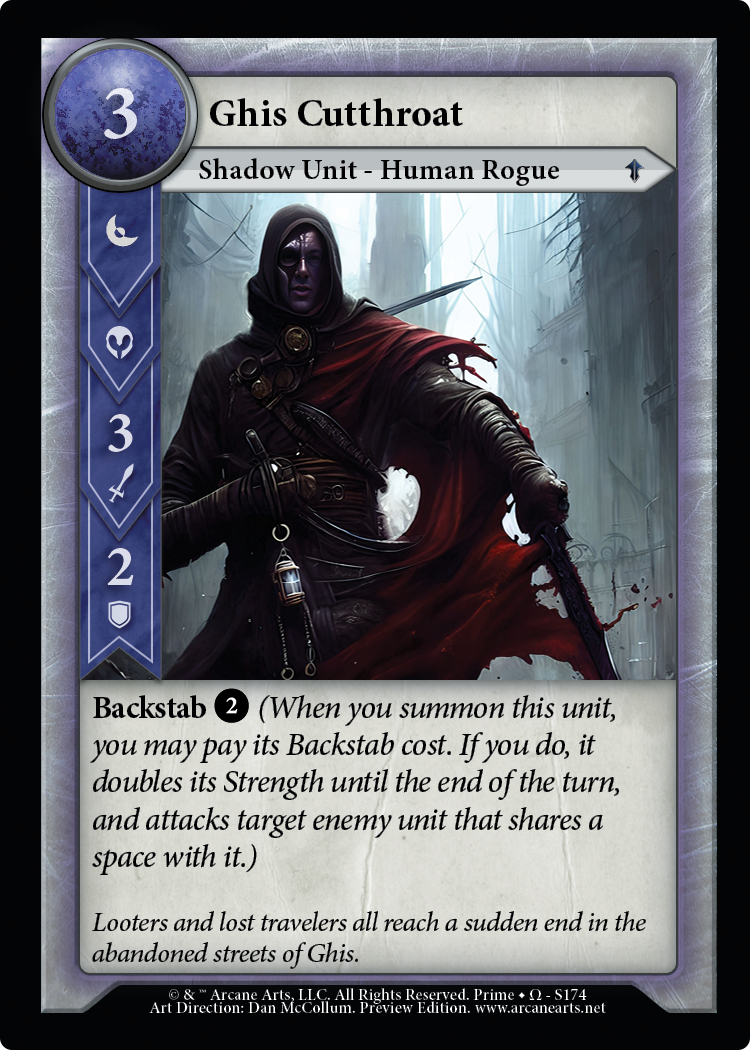 3
Ghis Cutthroat
Shadow Unit - Human Rogue
3
2
Backstab 2 (When you summon this unit,
you may pay its Backstab cost. If you do, it
doubles its Strength until the end of the turn,
and attacks target enemy unit that shares a
space with it.)
Looters and lost travelers all reach a sudden end in the
abandoned streets of Ghis.
© & ™ Arcane Arts, LLC. All Rights Reserved. Prime ⬥ Ω - S174
Art Direction: Dan McCollum. Preview Edition. www.arcanearts.net